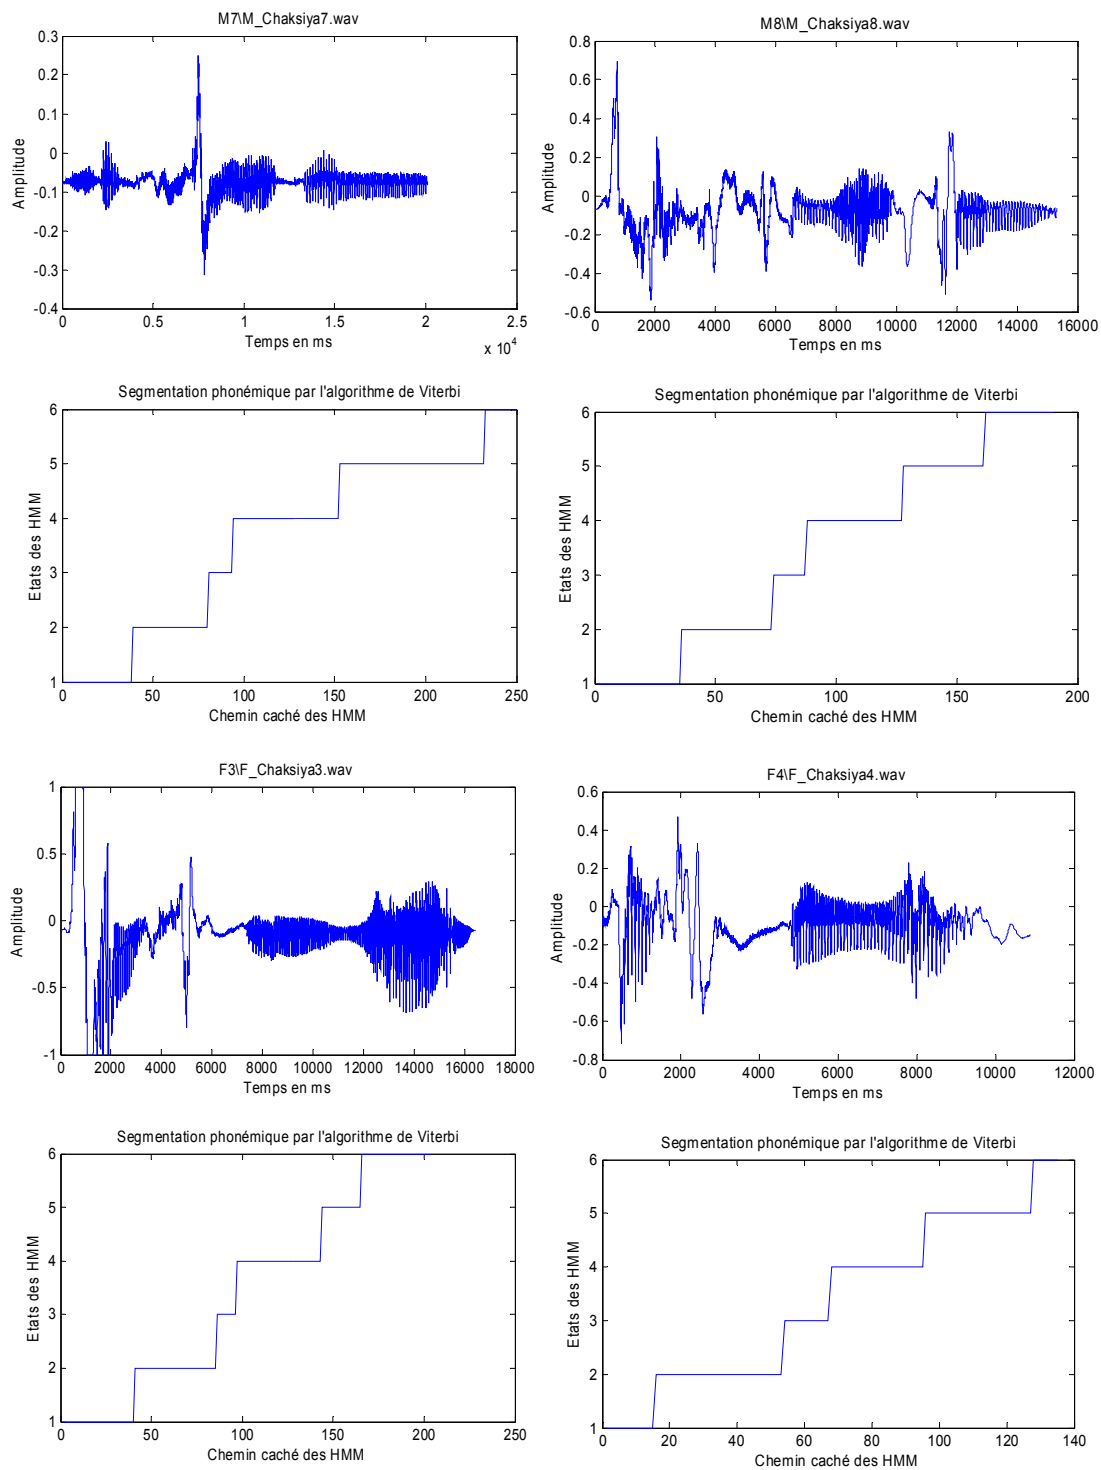 M7\M_Chaksiya7.wav
0.3
0.2
0.1
0
-0.1
-0.2
-0.3
-0.4
Amplitude
0 0.5 1 1.5 2 2.5
Temps en ms
x 10^4
M8\M_Chaksiya8.wav
0.8
0.6
0.4
0.2
0
-0.2
-0.4
-0.6
Amplitude
0 2000 4000 6000 8000 10000 12000 14000 16000
Temps en ms
Segmentation phonémique par l'algorithme de Viterbi
6
5
4
3
2
1
Etats des HMM
0 50 100 150 200 250
Chemin caché des HMM
Segmentation phonémique par l'algorithme de Viterbi
6
5
4
3
2
1
Etats des HMM
0 50 100 150 200
Chemin caché des HMM
F3\F_Chaksiya3.wav
1
0.5
0
-0.5
-1
Amplitude
0 2000 4000 6000 8000 10000 12000 14000 16000 18000
Temps en ms
F4\F_Chaksiya4.wav
0.6
0.4
0.2
0
-0.2
-0.4
-0.6
-0.8
Amplitude
0 2000 4000 6000 8000 10000 12000
Temps en ms
Segmentation phonémique par l'algorithme de Viterbi
6
5
4
3
2
1
Etats des HMM
0 50 100 150 200 250
Chemin caché des HMM
Segmentation phonémique par l'algorithme de Viterbi
6
5
4
3
2
1
Etats des HMM
0 20 40 60 80 100 120 140
Chemin caché des HMM